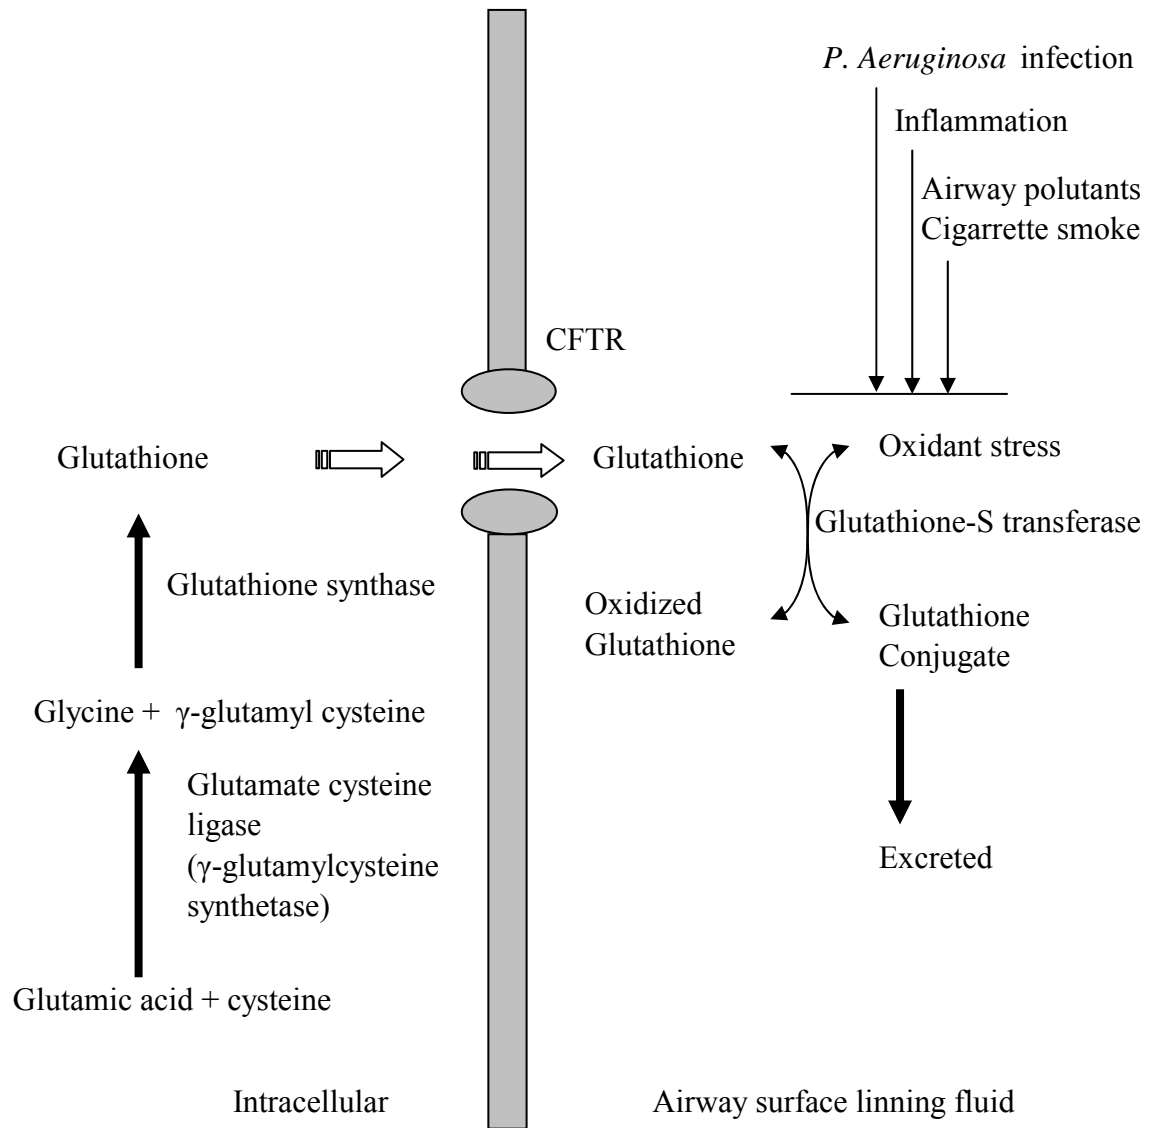 P. Aeruginosa infection
Inflammation
Airway polutants
Cigarrette smoke
CFTR
Glutathione
Glutathione
Oxidant stress
Glutathione-S transferase
Glutathione synthase
Oxidized
Glutathione
Glutathione
Conjugate
Glycine + γ-glutamyl cysteine
Glutamate cysteine
ligase
(γ-glutamylcysteine
synthetase)
Excreted
Glutamic acid + cysteine
Intracellular
Airway surface linning fluid